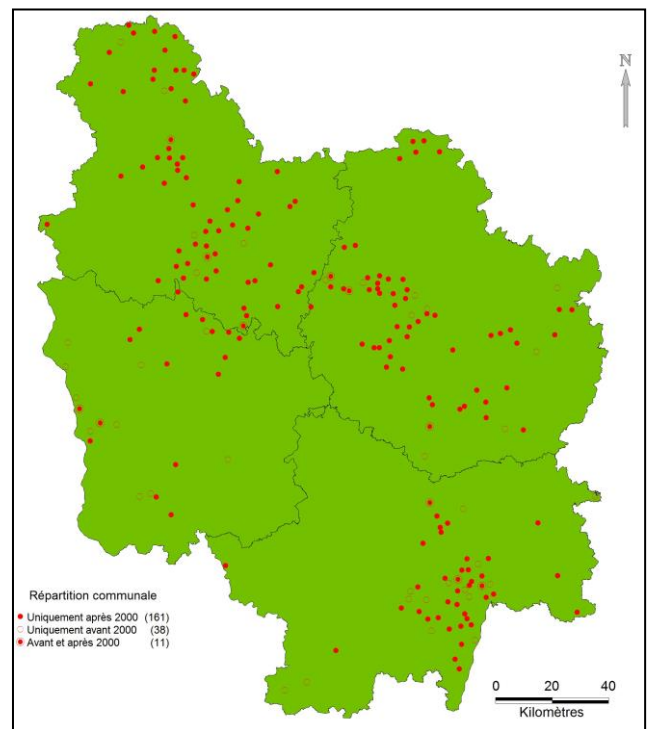 N
Répartition communale
Uniquement après 2000 (161)
Uniquement avant 2000 (38)
Avant et après 2000 (11)
0 20 40
Kilomètres